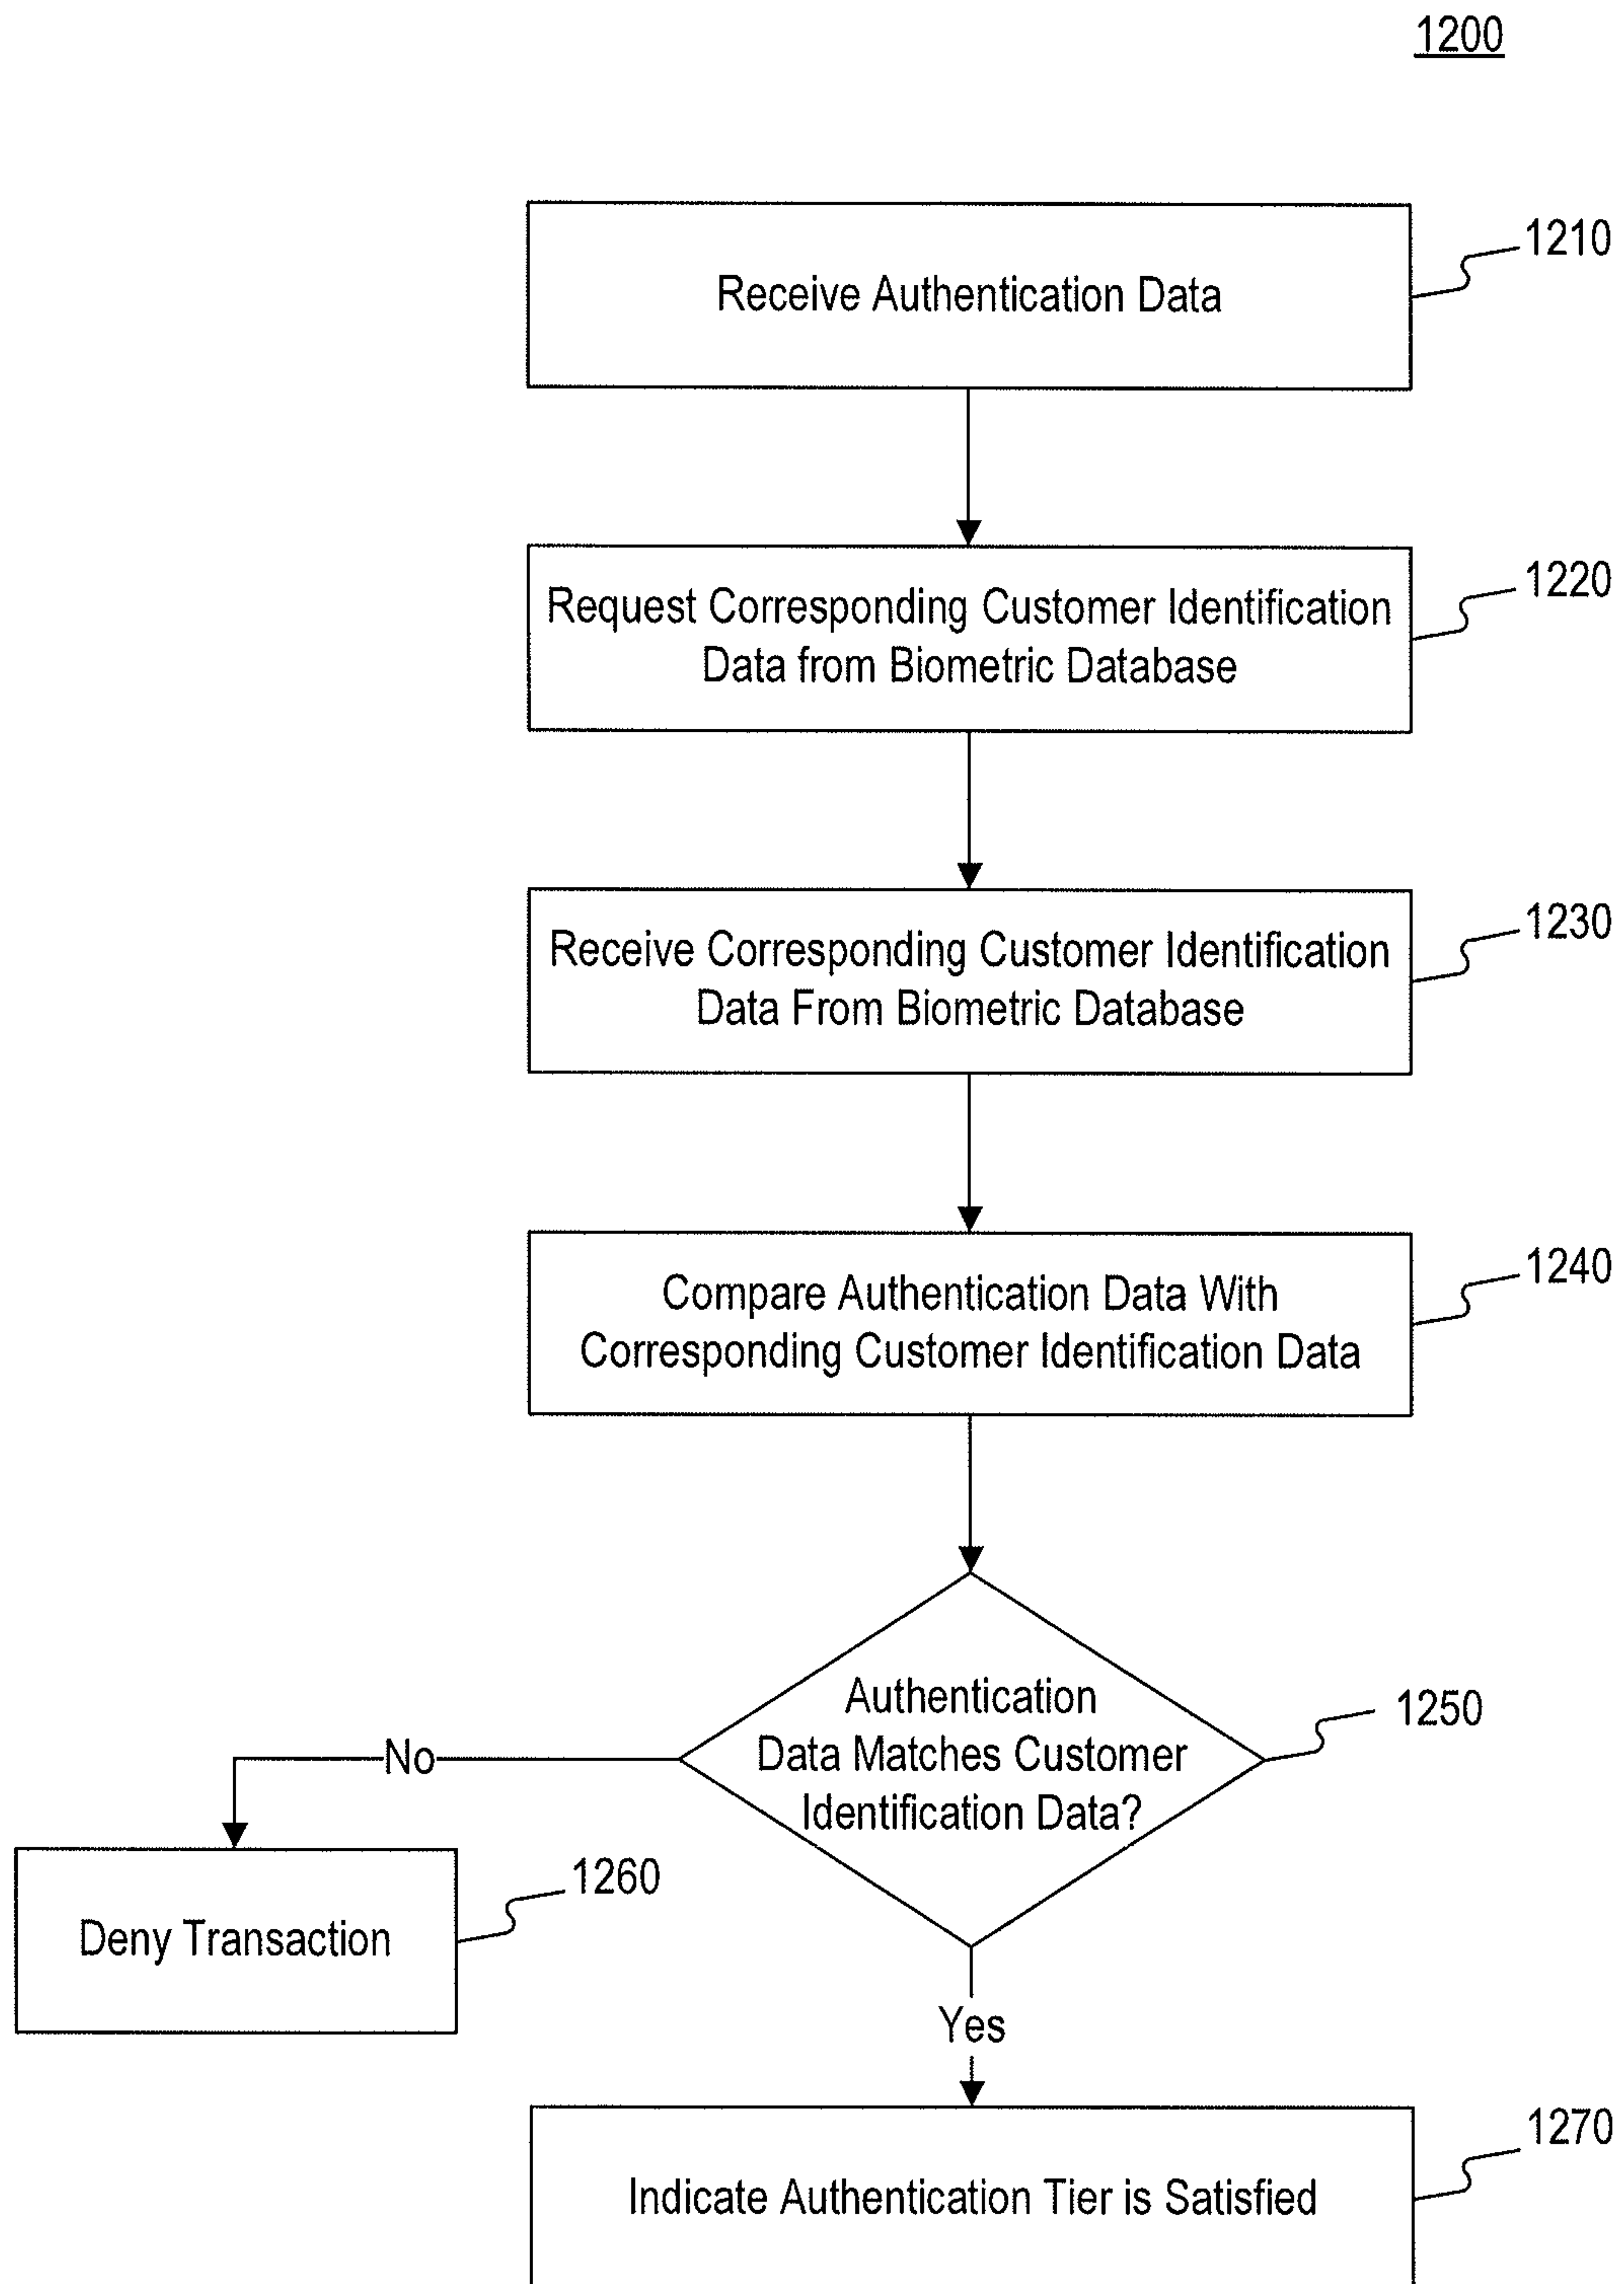 1200
Receive Authentication Data
1210
Request Corresponding Customer Identification
Data from Biometric Database
1220
Receive Corresponding Customer Identification
Data From Biometric Database
1230
Compare Authentication Data With
Corresponding Customer Identification Data
1240
Authentication
Data Matches Customer
Identification Data?
1250
No
Deny Transaction
1260
Yes
Indicate Authentication Tier is Satisfied
1270